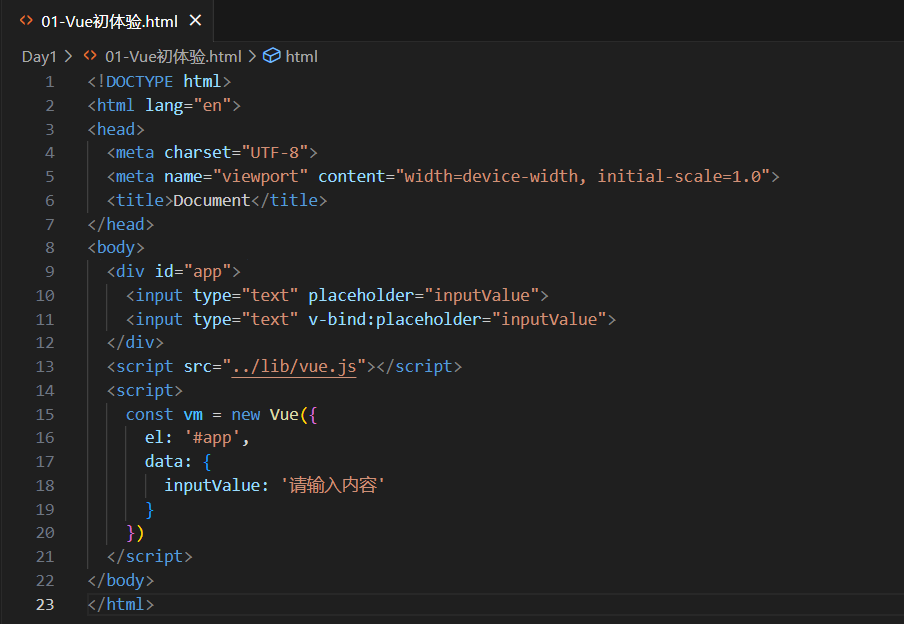 01-Vue初体验.html
Day1 > 01-Vue初体验.html > html
1 <!DOCTYPE html>
2 <html lang="en">
3 <head>
4   <meta charset="UTF-8">
5   <meta name="viewport" content="width=device-width, initial-scale=1.0">
6   <title>Document</title>
7 </head>
8 <body>
9   <div id="app">
10     <input type="text" placeholder="inputValue">
11     <input type="text" v-bind:placeholder="inputValue">
12   </div>
13   <script src="../lib/vue.js"></script>
14   <script>
15     const vm = new Vue({
16       el: '#app',
17       data: {
18         inputValue: '请输入内容'
19       }
20     })
21   </script>
22 </body>
23 </html>